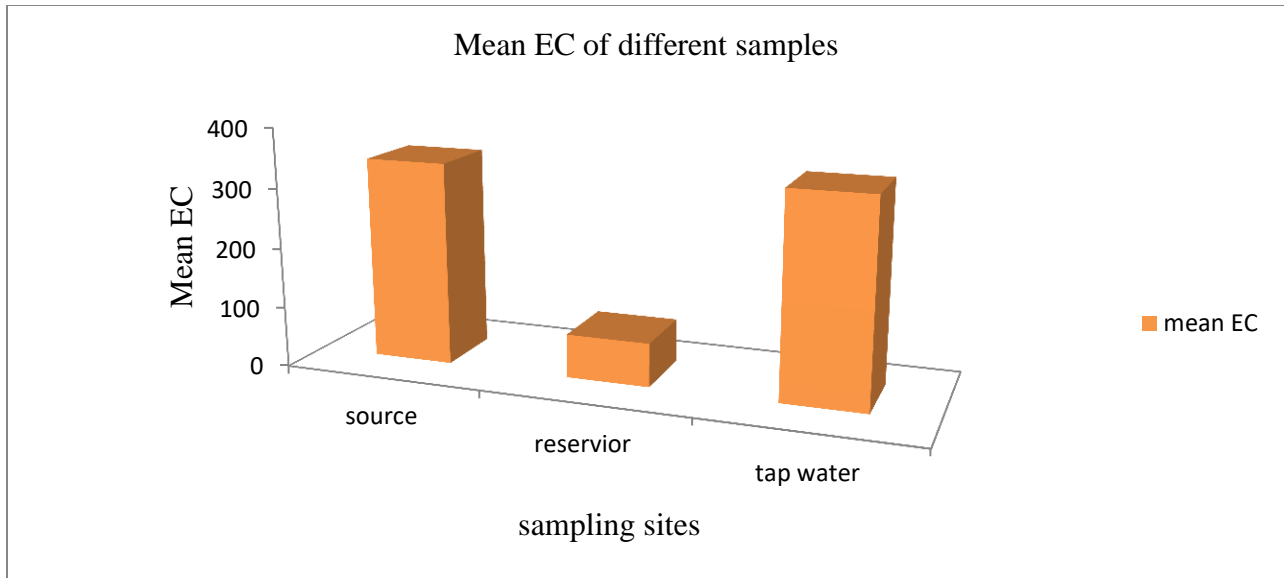 Mean EC of different samples
Mean EC
400
300
200
100
0
source
reservior
tap water
sampling sites
mean EC